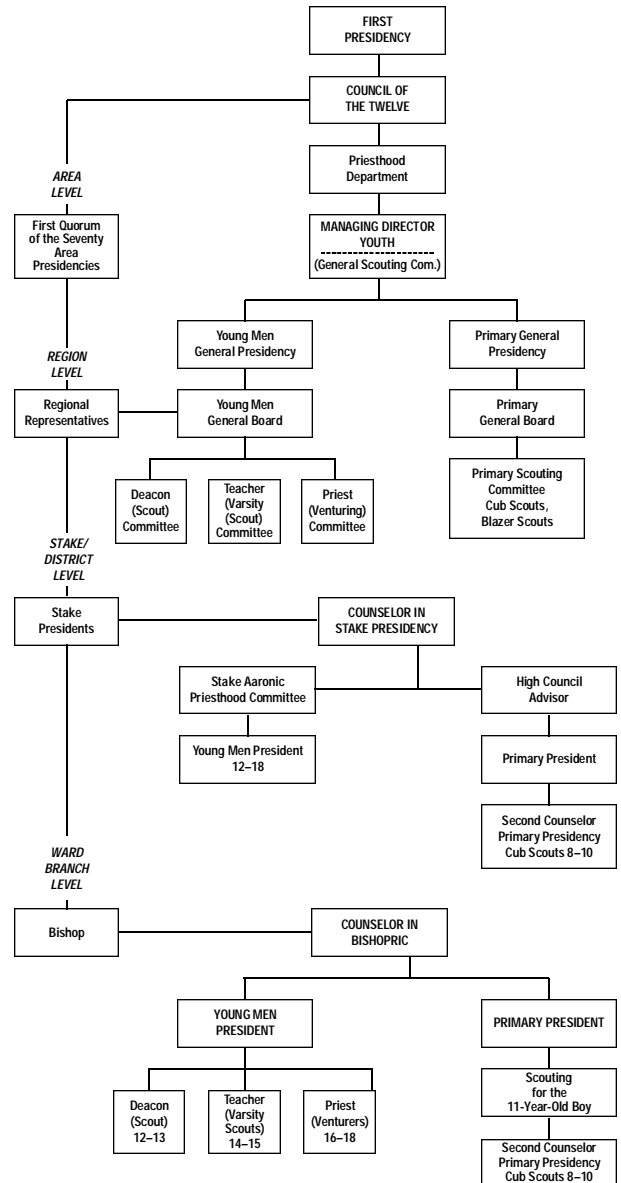 FIRST
PRESIDENCY
COUNCIL OF
THE TWELVE
AREA
LEVEL
Priesthood
Department
First Quorum
of the Seventy
Area
Presidencies
MANAGING DIRECTOR
YOUTH
(General Scouting Com.)
REGION
LEVEL
Young Men
General Presidency
Primary General
Presidency
Regional
Representatives
Young Men
General Board
Primary
General Board
Deacon
(Scout)
Committee
Teacher
(Varsity
(Scout)
Committee
Priest
(Venturing)
Committee
Primary Scouting
Committee
Cub Scouts,
Blazer Scouts
STAKE/
DISTRICT
LEVEL
Stake
Presidents
COUNSELOR IN
STAKE PRESIDENCY
Stake Aaronic
Priesthood Committee
High Council
Advisor
Young Men President
12–18
Primary President
Second Counselor
Primary Presidency
Cub Scouts 8–10
WARD
BRANCH
LEVEL
Bishop
COUNSELOR IN
BISHOPRIC
YOUNG MEN
PRESIDENT
PRIMARY PRESIDENT
Deacon
(Scout)
12–13
Teacher
(Varsity
Scouts)
14–15
Priest
(Venturers)
16–18
Scouting
for the
11-Year-Old Boy
Second Counselor
Primary Presidency
Cub Scouts 8–10